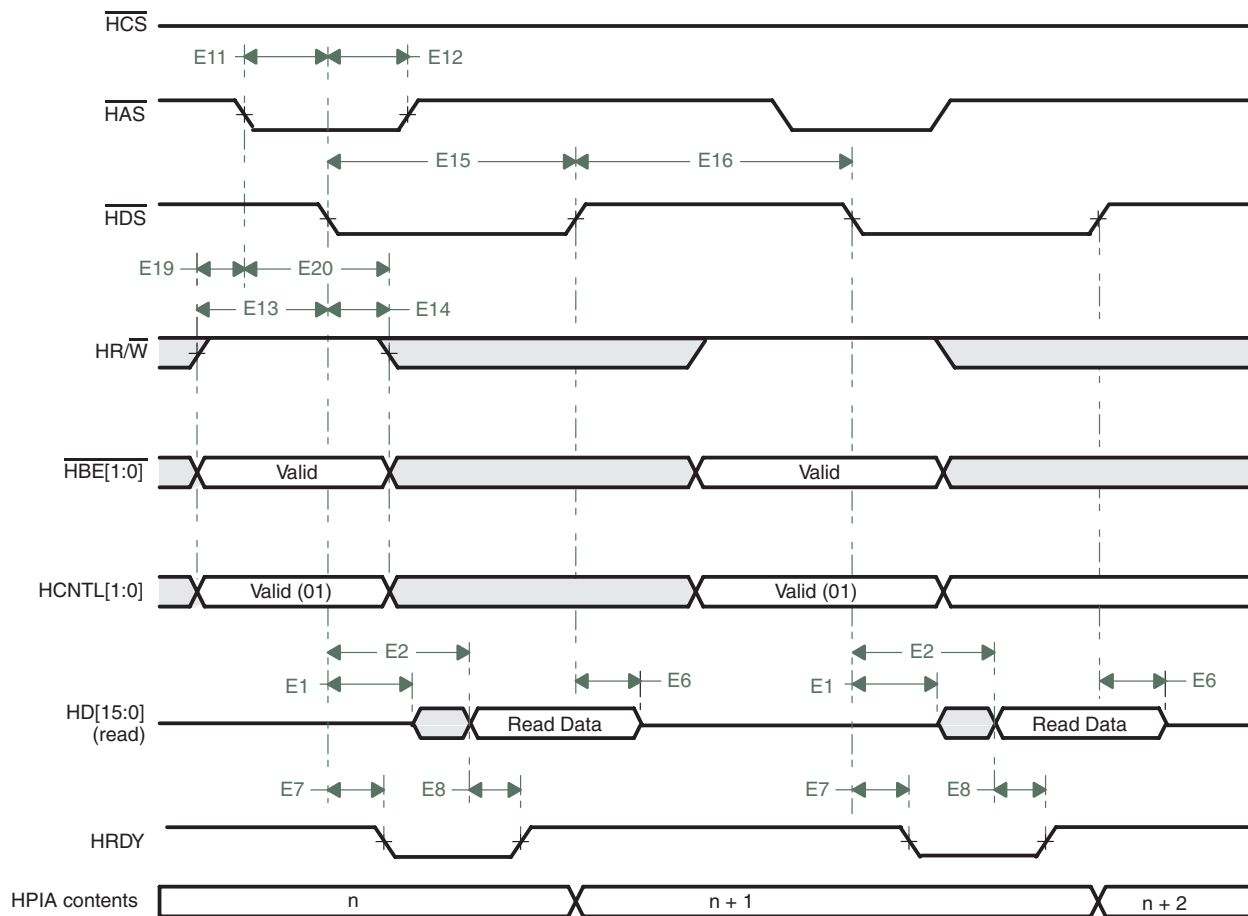 HCS
E11 E12
HAS
E15 E16
HDS
E19 E20
E13 E14
HR/W
HBE[1:0] Valid Valid
HCNTL[1:0] Valid (01) Valid (01)
E2 E2
E1 E6 E1 E6
HD[15:0]
(read) Read Data Read Data
E7 E8 E7 E8
HRDY
HPIA contents n n + 1 n + 2